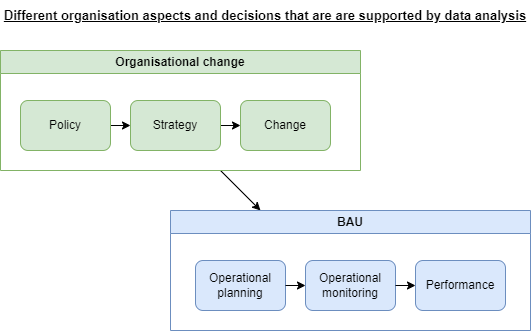 Different organisation aspects and decisions that are are supported by data analysis
Organisational change
Policy
Strategy
Change
BAU
Operational
planning
Operational
monitoring
Performance